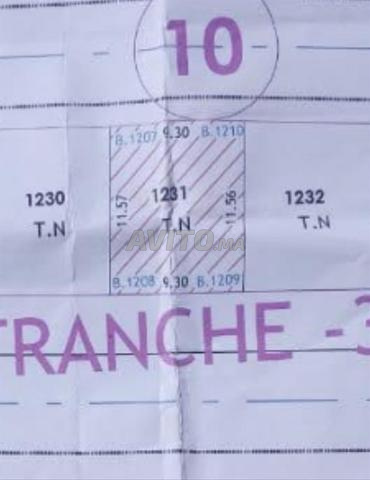 10
B.1207 9.30 B.1210
1230 1231 1232
T.N T.N T.N
11.57 11.56
AVITO.MA
B.1208 9.30 B.1209
TRANCHE -3